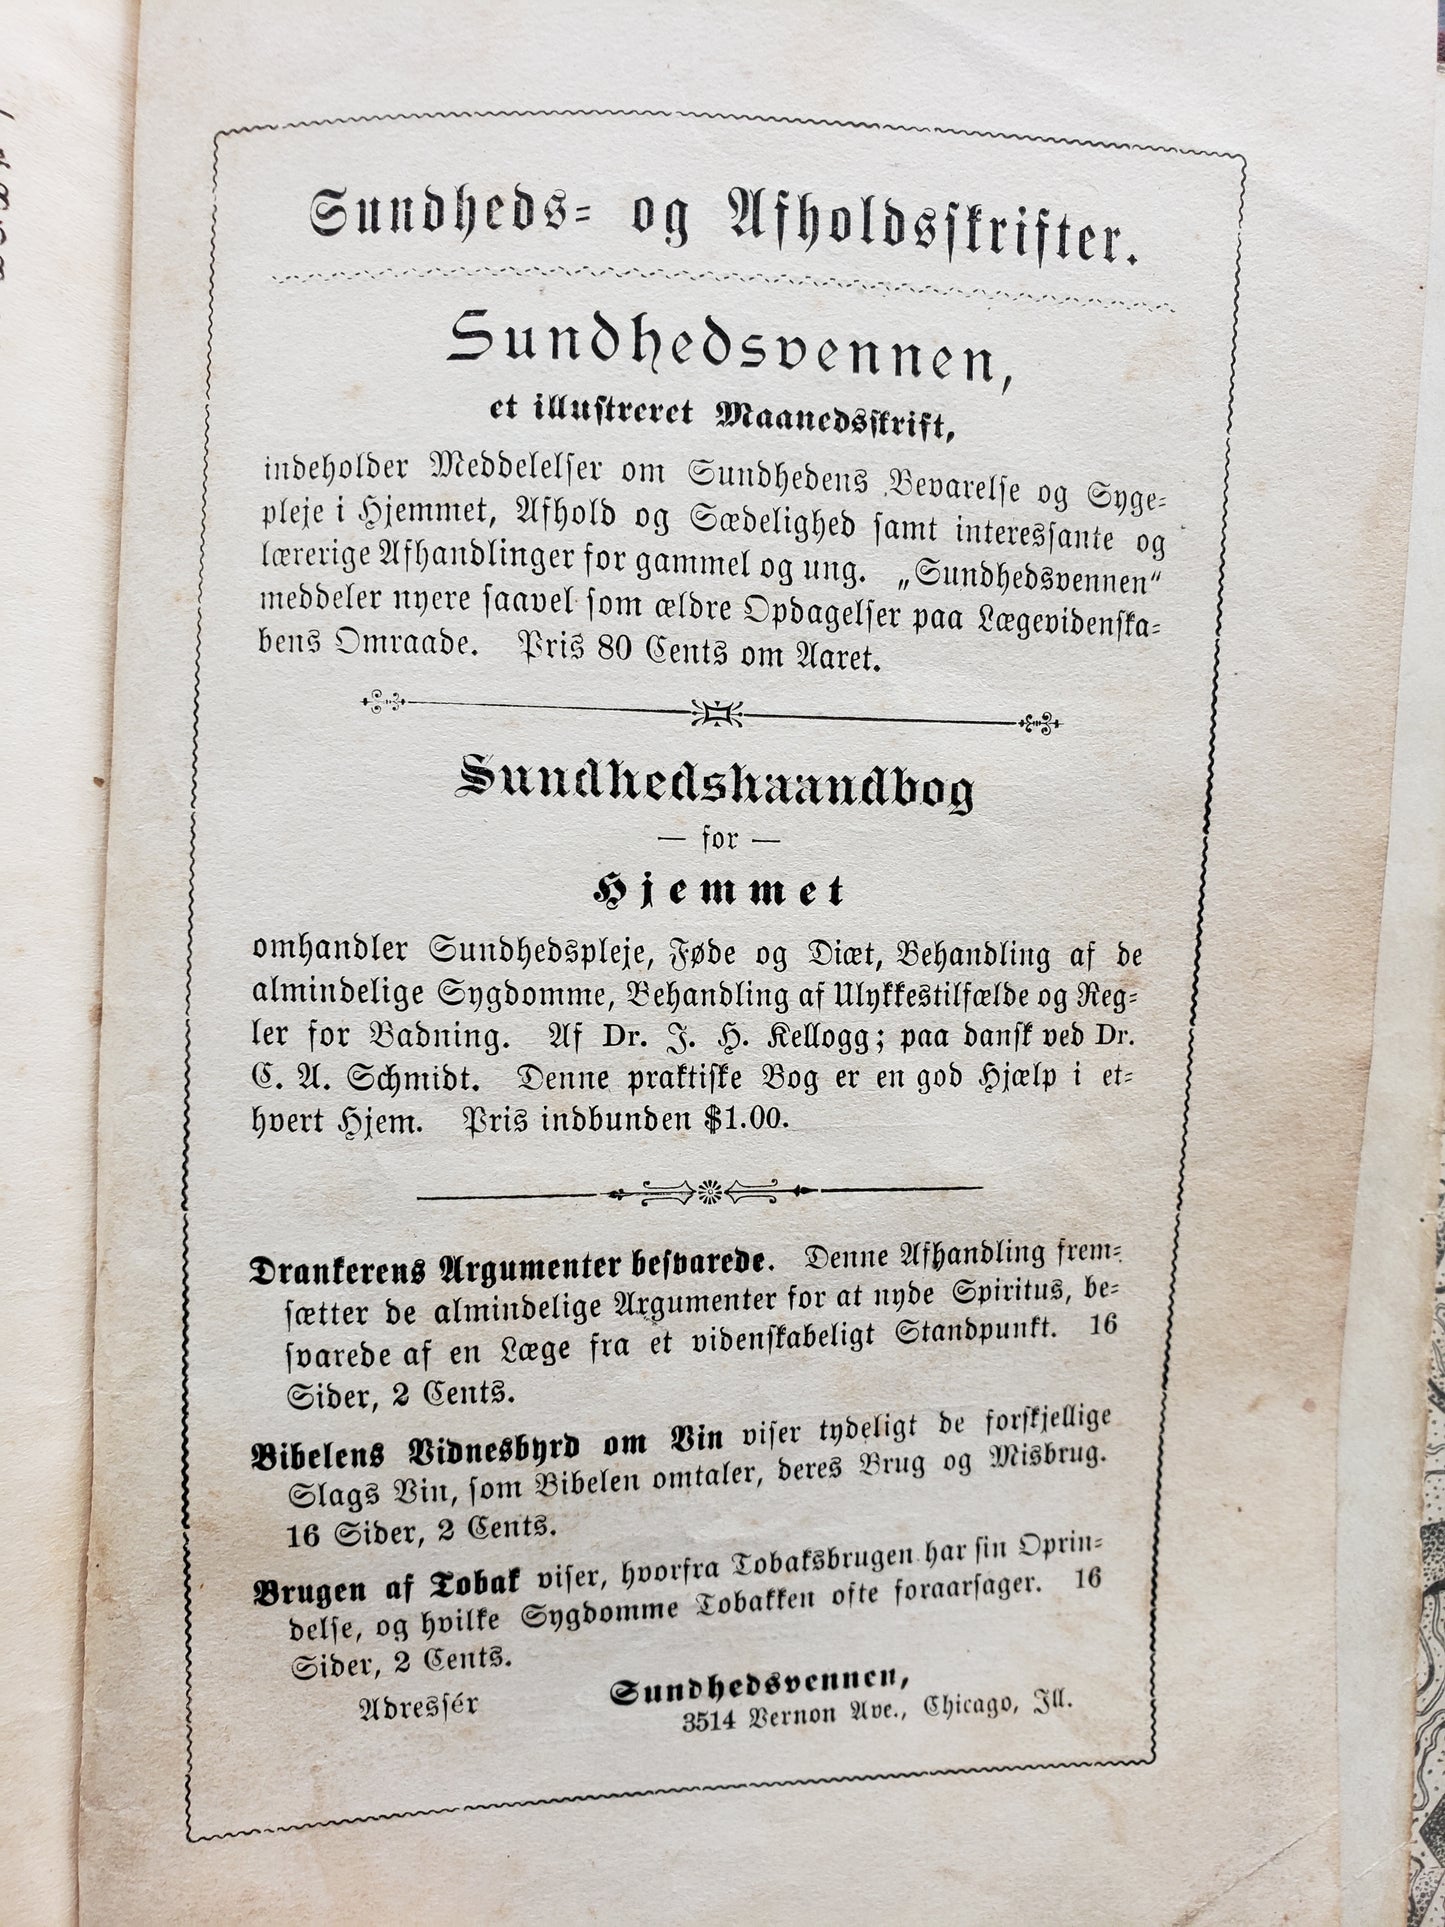 Sundheds- og Afholdsskrifter.
Sundhedsvennen,
et illustreret Maanedsskrift,
indeholder Meddelelser om Sundhedens Bevarelse og Syge-
pleje i Hjemmet, Afhold og Sædelighed samt interessante og
lærerige Afhandlinger for gammel og ung. „Sundhedsvennen“
meddeler nyere saavel som ældre Opdagelser paa Lægevidenska-
bens Omraade. Pris 80 Cents om Aaret.
Sundhedshaandbog
— for —
Hjemmet
omhandler Sundhedspleje, Føde og Diæt, Behandling af de
almindelige Sygdomme, Behandling af Ulykkestilfælde og Reg-
ler for Badning. Af Dr. J. H. Kellogg; paa dansk ved Dr.
C. A. Schmidt. Denne praktiske Bog er en god Hjælp i et-
hvert Hjem. Pris indbunden $1.00.
Drankerens Argumenter besvarede. Denne Afhandling frem-
sætter de almindelige Argumenter for at nyde Spiritus, be-
svarede af en Læge fra et videnskabeligt Standpunkt. 16
Sider, 2 Cents.
Bibelens Vidnesbyrd om Vin viser tydeligt de forskjellige
Slags Vin, som Bibelen omtaler, deres Brug og Misbrug.
16 Sider, 2 Cents.
Brugen af Tobak viser, hvorfra Tobaksbrugen har sin Oprin-
delse, og hvilke Sygdomme Tobakken ofte foraarsager. 16
Sider, 2 Cents.
Adressér Sundhedsvennen,
3514 Vernon Ave., Chicago, Ill.